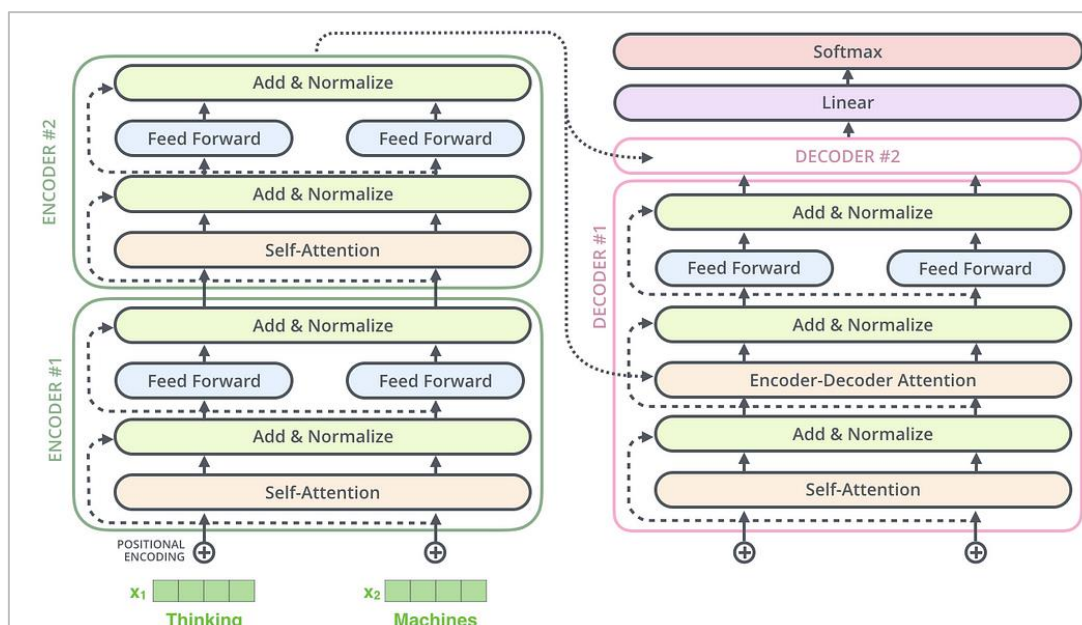 ENCODER #2
Add & Normalize
Feed Forward
Feed Forward
Add & Normalize
Self-Attention
ENCODER #1
Add & Normalize
Feed Forward
Feed Forward
Add & Normalize
Self-Attention
POSITIONAL
ENCODING
x₁
x₂
Thinking
Machines
Softmax
Linear
DECODER #2
DECODER #1
Add & Normalize
Feed Forward
Feed Forward
Add & Normalize
Encoder-Decoder Attention
Add & Normalize
Self-Attention